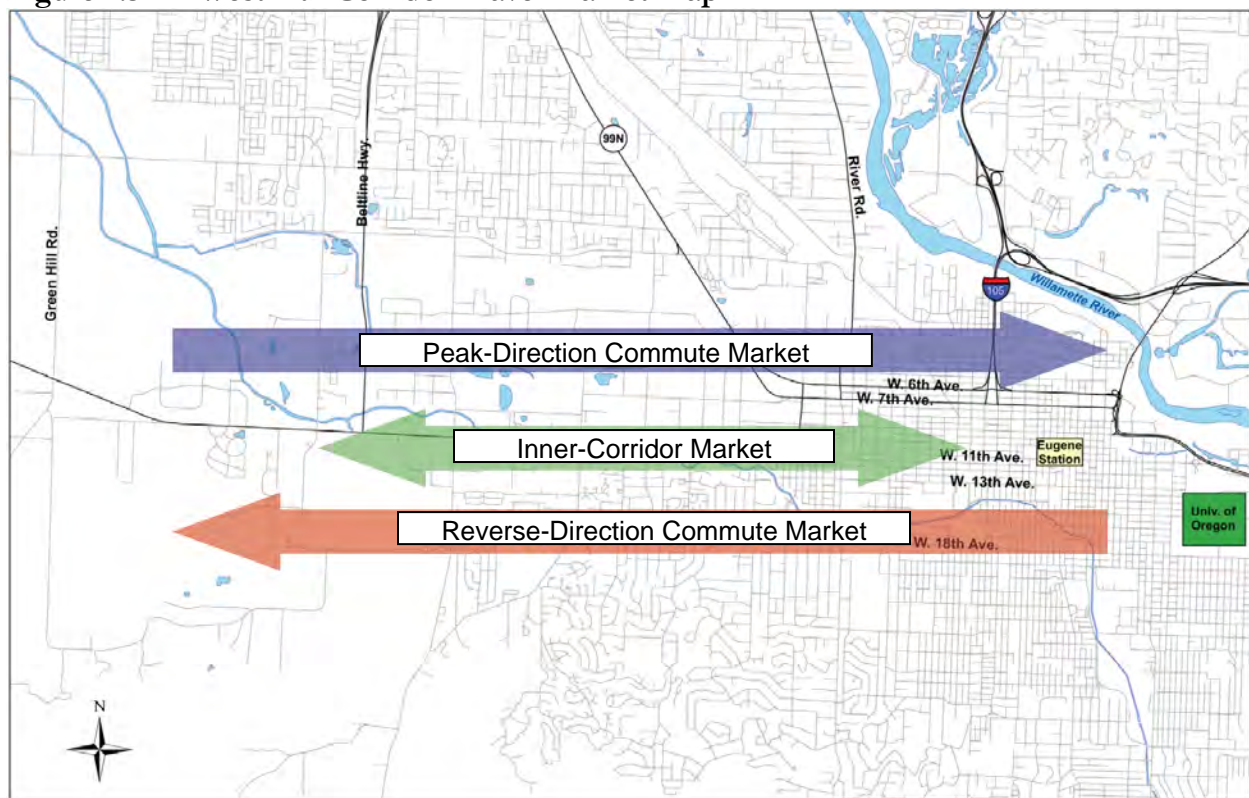 99N
River Rd.
Beltline Hwy.
Green Hill Rd.
105
Willamette River
Peak-Direction Commute Market
W. 6th Ave.
W. 7th Ave.
Inner-Corridor Market
W. 11th Ave.
Eugene
Station
W. 13th Ave.
Univ. of
Oregon
Reverse-Direction Commute Market
W. 18th Ave.
N